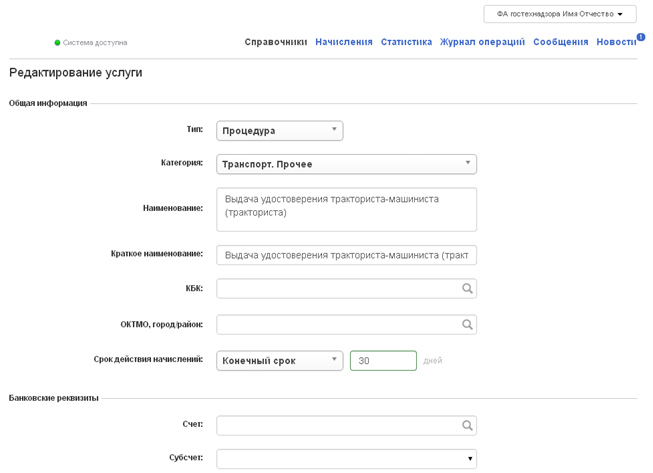 ФА гостехнадзора Имя Отчество
Система доступна
Справочники Начисления Статистика Журнал операций Сообщения Новости 1
Редактирование услуги
Общая информация
Тип: Процедура
Категория: Транспорт. Прочее
Наименование: Выдача удостоверения тракториста-машиниста
(тракториста)
Краткое наименование: Выдача удостоверения тракториста-машиниста (тракт
КБК:
ОКТМО, город/район:
Срок действия начислений: Конечный срок 30 дней
Банковские реквизиты
Счет:
Субсчет: